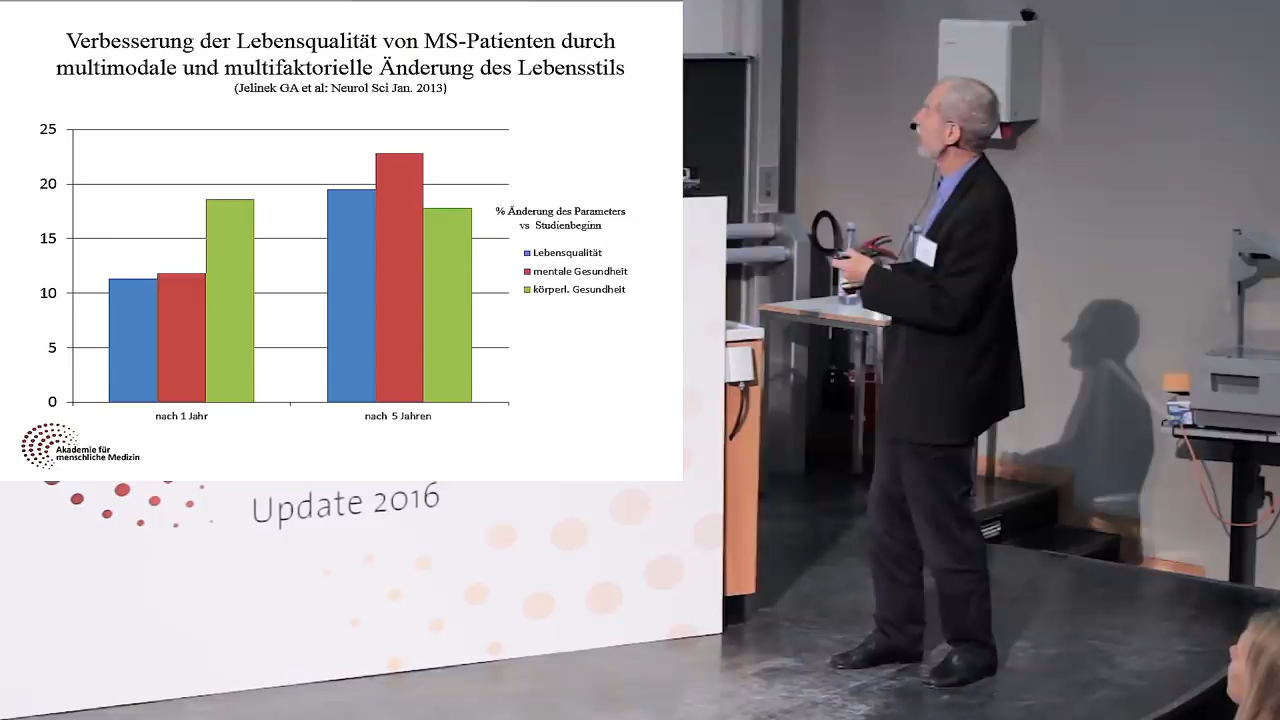 Verbesserung der Lebensqualität von MS-Patienten durch
multimodale und multifaktorielle Änderung des Lebensstils
(Jelinek GA et al: Neurol Sci Jan. 2013)
25
20
15
10
5
0
nach 1 Jahr
nach 5 Jahren
% Änderung des Parameters
vs Studienbeginn
Lebensqualität
mentale Gesundheit
körperl. Gesundheit
Akademie für
menschliche Medizin
Update 2016